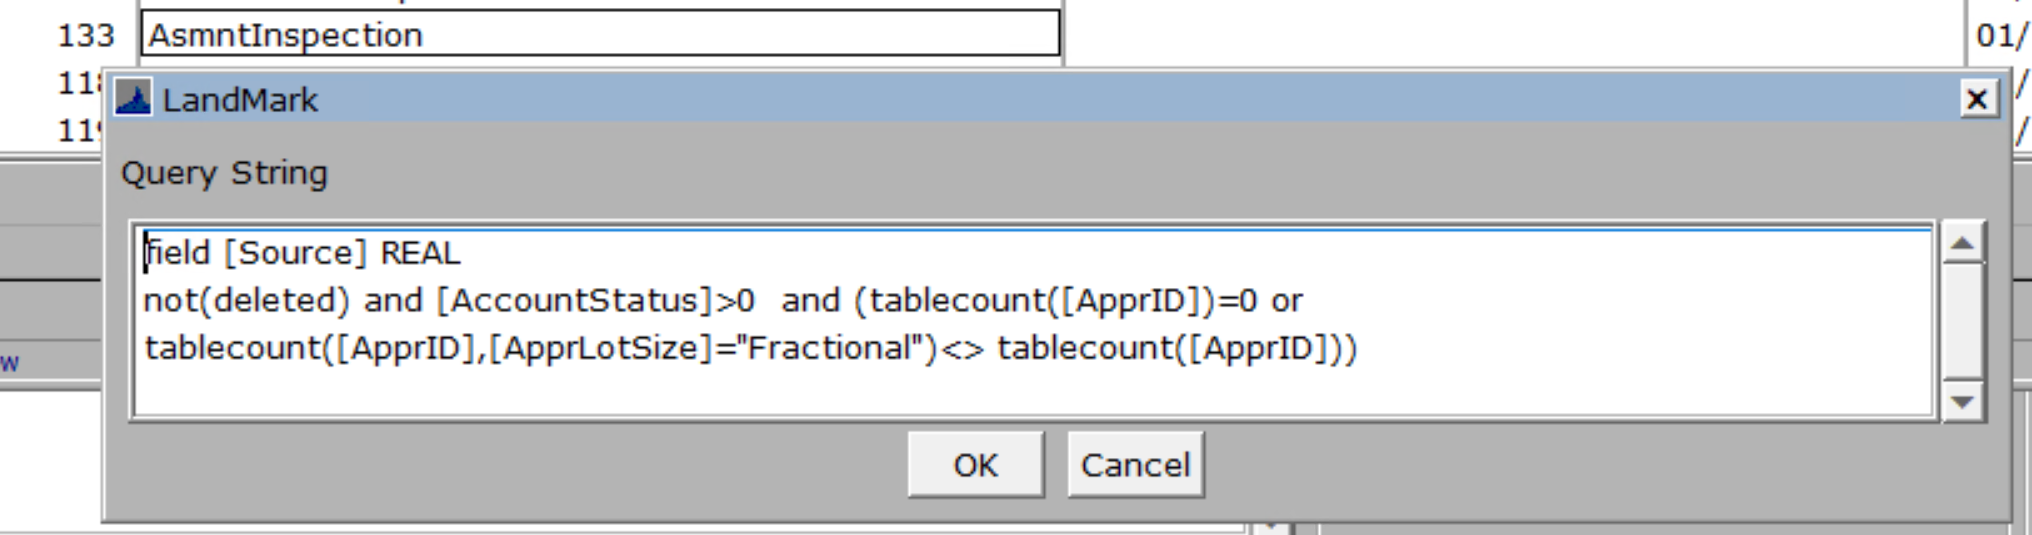 133 AsmntInspection 01/
LandMark
Query String
field [Source] REAL
not(deleted) and [AccountStatus]>0  and (tablecount([ApprID])=0 or
tablecount([ApprID],[ApprLotSize]="Fractional")<> tablecount([ApprID]))
w
OK Cancel